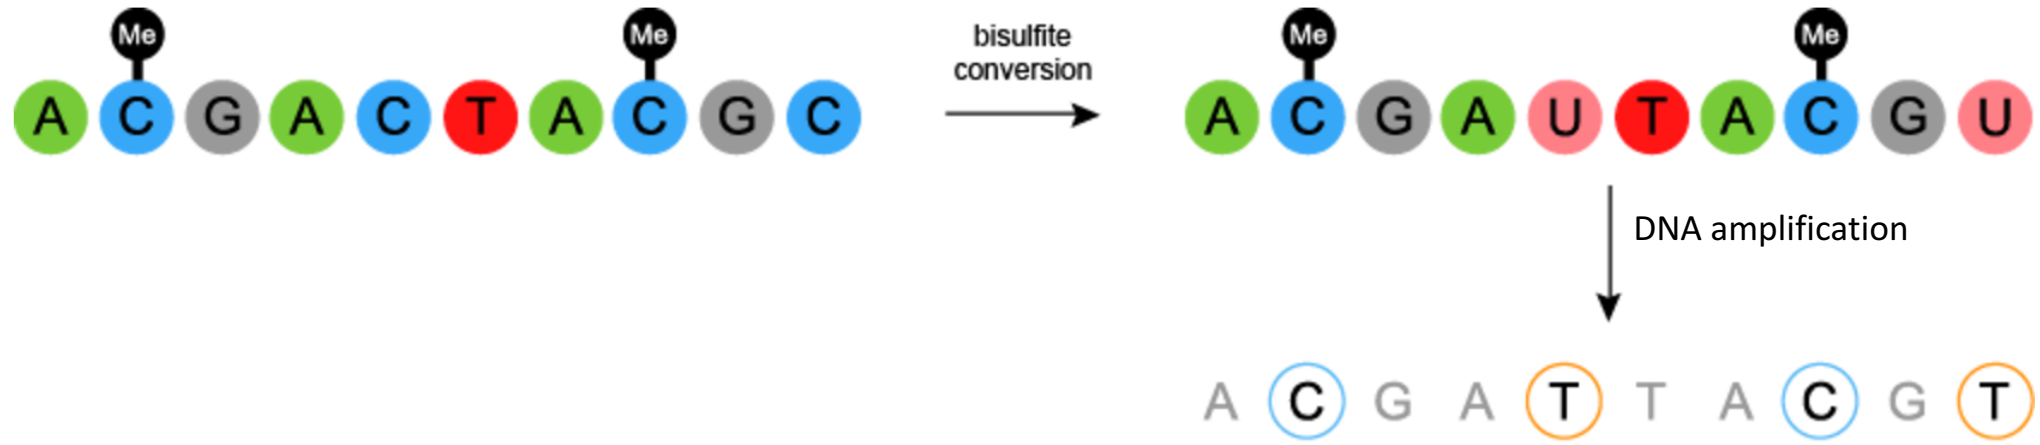 Me Me bisulfite conversion Me Me
A C G A C T A C G C A C G A U T A C G U
DNA amplification
A C G A T T A C G T